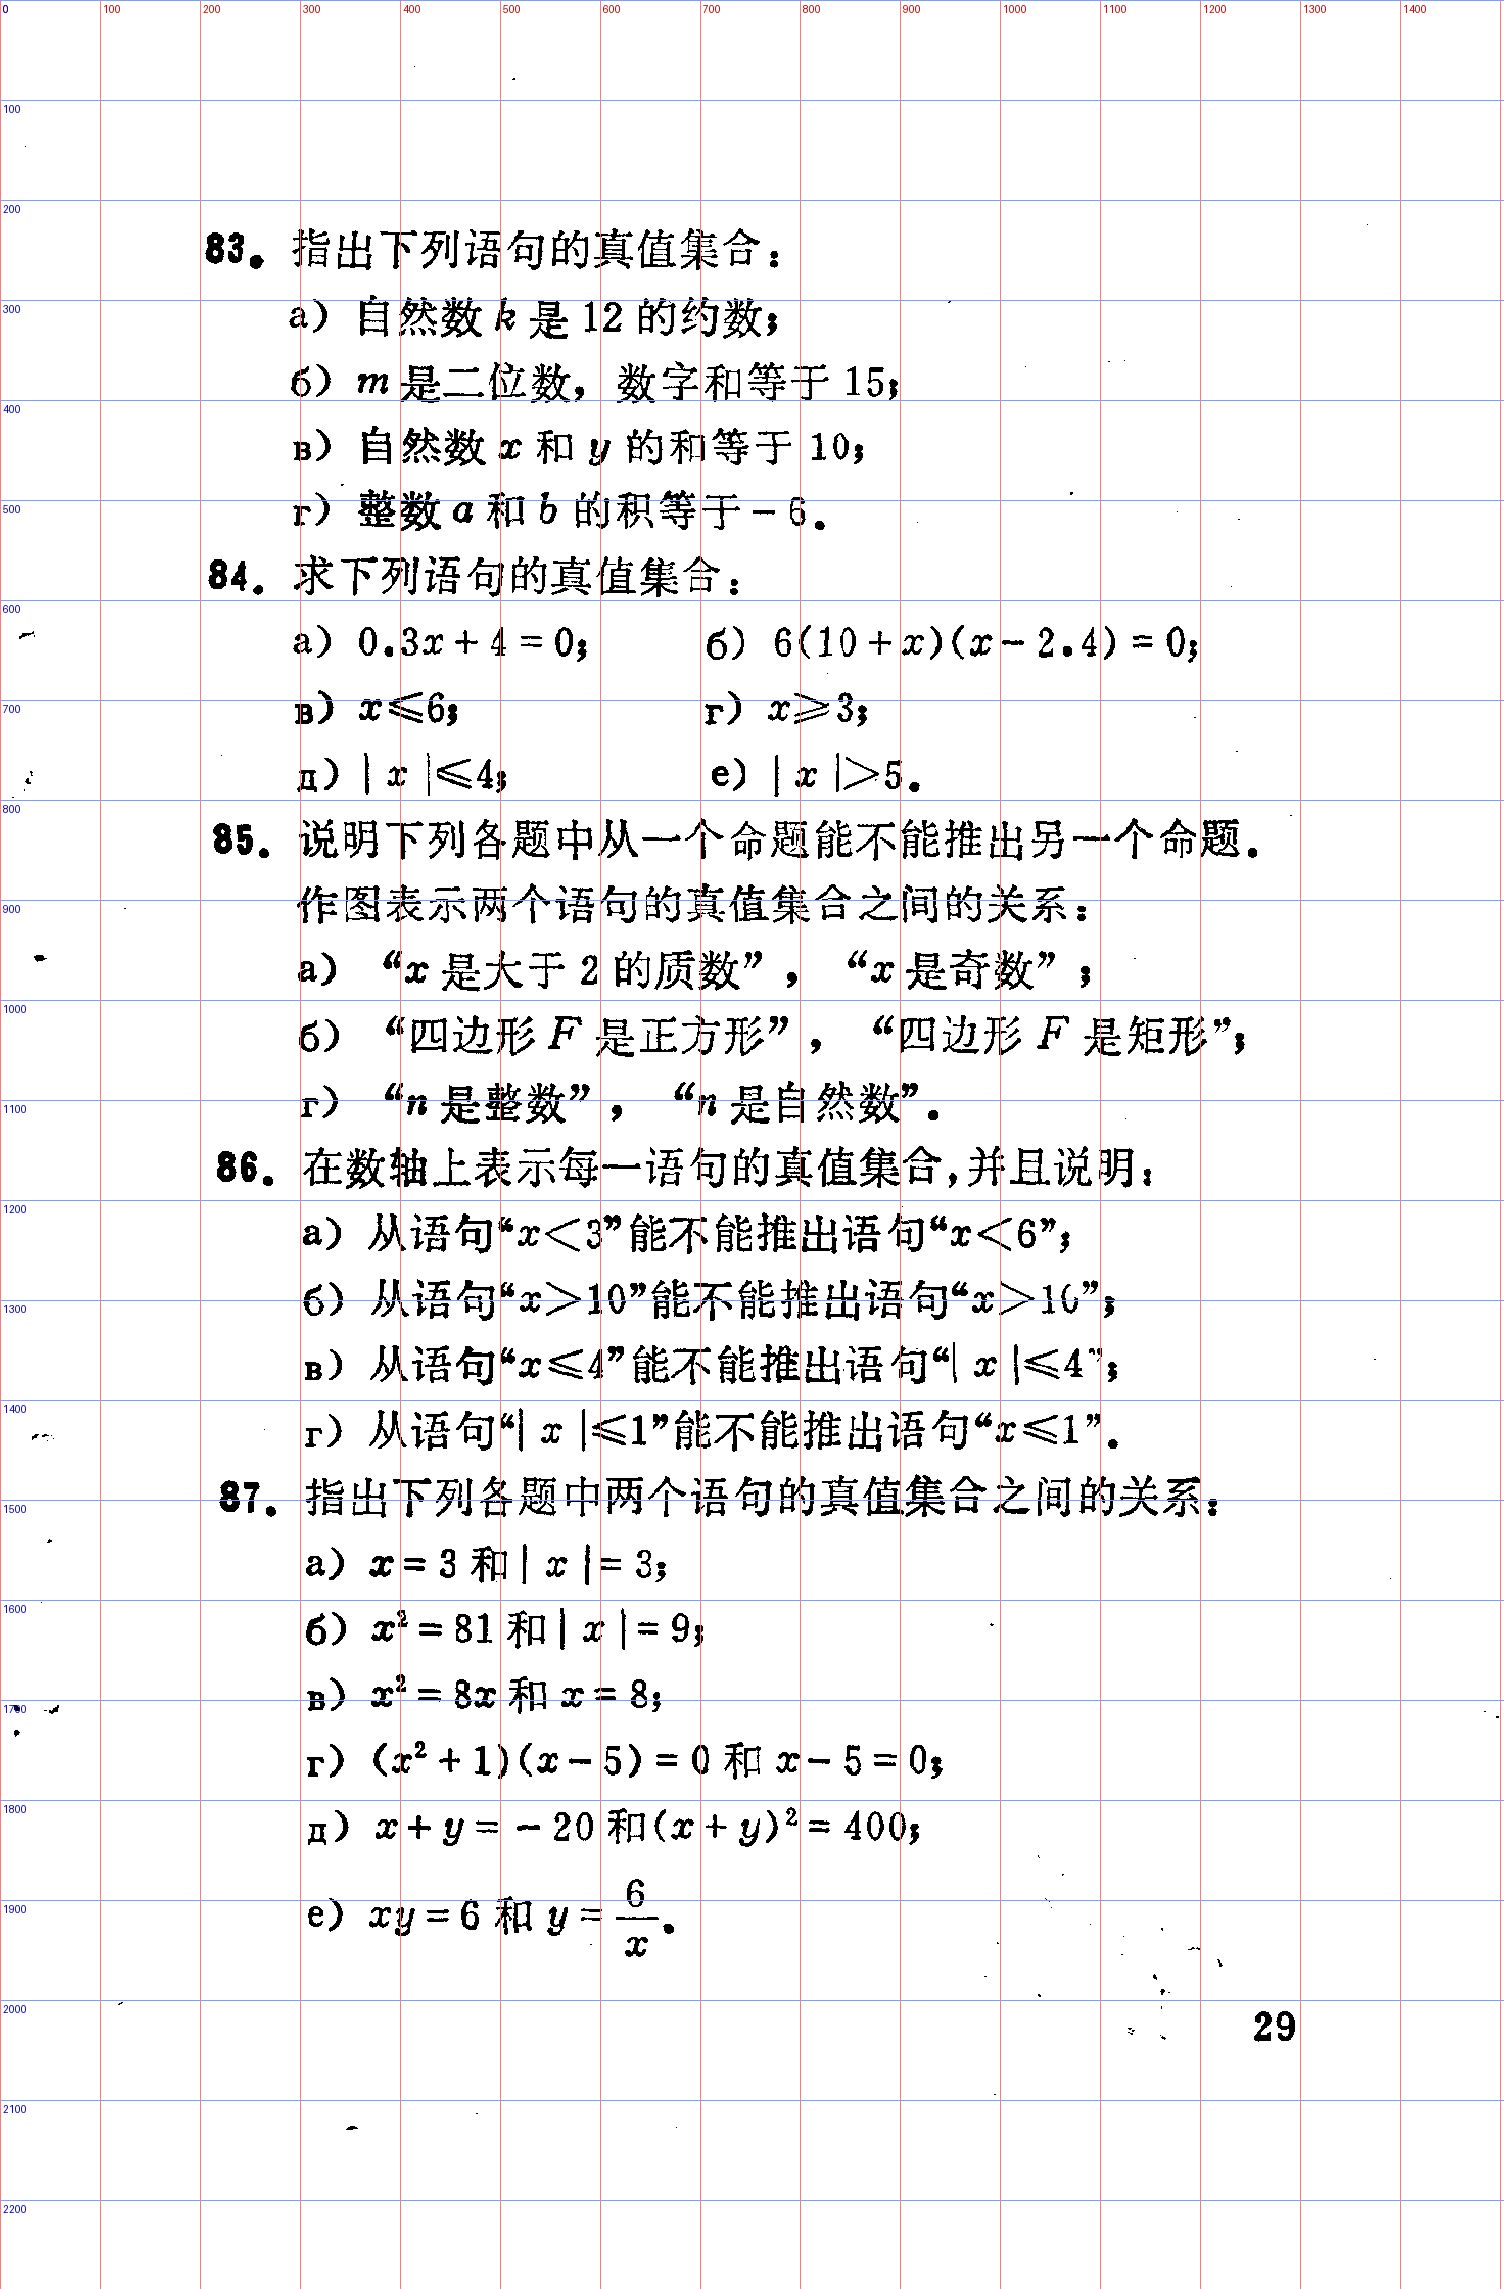 83. 指出下列语句的真值集合：
а) 自然数 k 是 12 的约数；
б) m 是二位数，数字和等于 15；
в) 自然数 x 和 y 的和等于 10；
г) 整数 a 和 b 的积等于 - 6．
84. 求下列语句的真值集合：
а) 0.3x + 4 = 0； б) 6(10 + x)(x - 2.4) = 0；
в) x⩽6； г) x⩾3；
д) | x |⩽4； е) | x |>5．
85. 说明下列各题中从一个命题能不能推出另一个命题．
作图表示两个语句的真值集合之间的关系：
а) “x 是大于 2 的质数”， “x 是奇数”；
б) “四边形 F 是正方形”， “四边形 F 是矩形”；
г) “n 是整数”， “n 是自然数”．
86. 在数轴上表示每一语句的真值集合，并且说明：
а) 从语句“x<3”能不能推出语句“x<6”；
б) 从语句“x>10”能不能推出语句“x>10”；
в) 从语句“x⩽4”能不能推出语句“| x |⩽4”；
г) 从语句“| x |⩽1”能不能推出语句“x⩽1”．
87. 指出下列各题中两个语句的真值集合之间的关系：
а) x = 3 和 | x | = 3；
б) x² = 81 和 | x | = 9；
в) x² = 8x 和 x = 8；
г) (x² + 1)(x - 5) = 0 和 x - 5 = 0；
д) x + y = - 20 和 (x + y)² = 400；
е) xy = 6 和 y = 6/x．
29